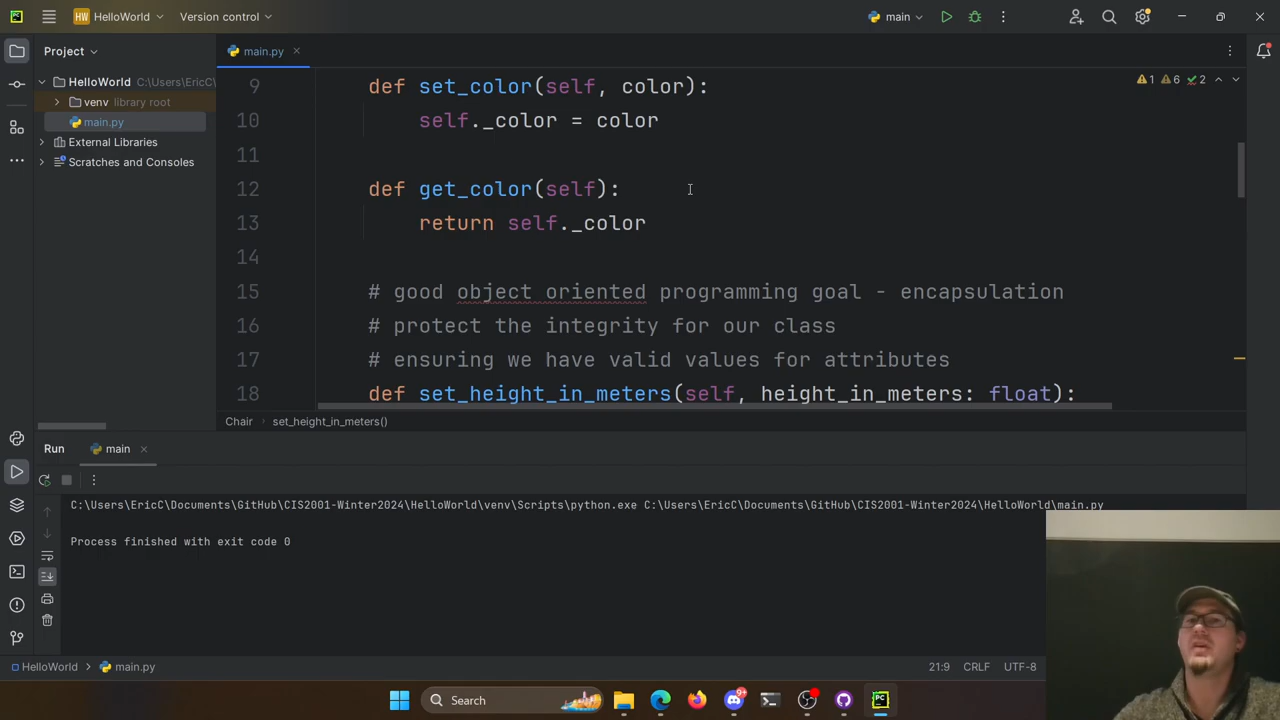 HW HelloWorld Version control main
Project main.py
HelloWorld C:\Users\EricC\
venv library root
main.py
External Libraries
Scratches and Consoles
1 6 2
9 def set_color(self, color):
10 self._color = color
11
12 def get_color(self):
13 return self._color
14
15 # good object oriented programming goal - encapsulation
16 # protect the integrity for our class
17 # ensuring we have valid values for attributes
18 def set_height_in_meters(self, height_in_meters: float):
Chair set_height_in_meters()
Run main
C:\Users\EricC\Documents\GitHub\CIS2001-Winter2024\HelloWorld\venv\Scripts\python.exe C:\Users\EricC\Documents\GitHub\CIS2001-Winter2024\HelloWorld\main.py
Process finished with exit code 0
HelloWorld main.py 21:9 CRLF UTF-8
Search 9+ PC